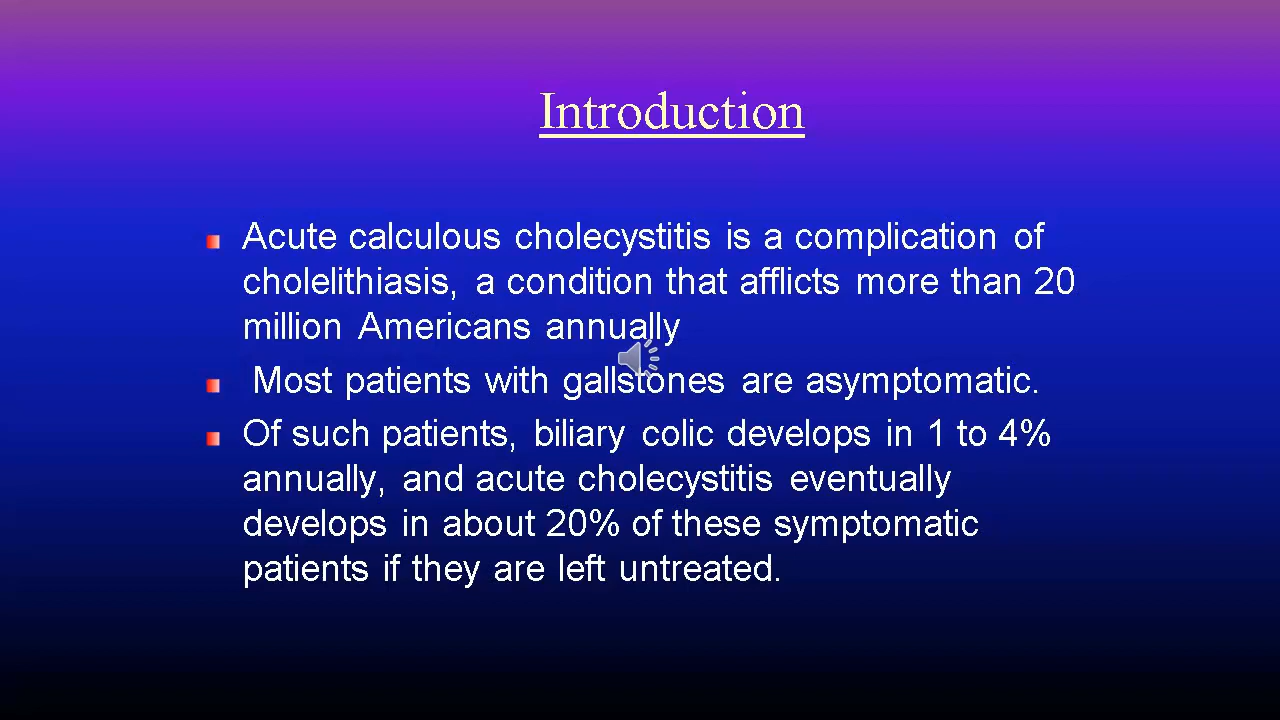 Introduction
Acute calculous cholecystitis is a complication of
cholelithiasis, a condition that afflicts more than 20
million Americans annually
Most patients with gallstones are asymptomatic.
Of such patients, biliary colic develops in 1 to 4%
annually, and acute cholecystitis eventually
develops in about 20% of these symptomatic
patients if they are left untreated.